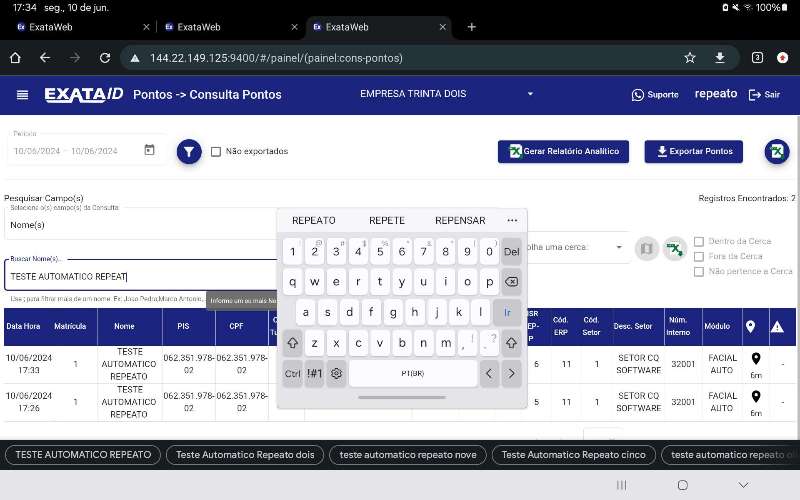 17:34 seg., 10 de jun.
100%
ExataWeb
ExataWeb
ExataWeb
144.22.149.125:9400/#/painel/(painel:cons-pontos)
3
EXATA ID
Pontos -> Consulta Pontos
EMPRESA TRINTA DOIS
Suporte
repeato
Sair
Período
10/06/2024 – 10/06/2024
Não exportados
Gerar Relatório Analítico
Exportar Pontos
Pesquisar Campo(s)
Registros Encontrados: 2
Seleciona o(s) campo(s) da Consulta
Nome(s)
Buscar Nome(s)..
TESTE AUTOMATICO REPEAT
Use ; para filtrar mais de um nome. Ex: Joao Pedro;Marco Antonio;..
Informe um ou mais No
olha uma cerca:
Dentro da Cerca
Fora da Cerca
Não pertence a Cerca
REPEATO REPETE REPENSAR ...
1 2 3 4 5 6 7 8 9 0 Del
q w e r t y u i o p
a s d f g h j k l Ir
z x c v b n m , ! . ?
Ctrl !#1 PT(BR) < >
Data Hora Matrícula Nome PIS CPF Cód. ERP Cód. Setor Desc. Setor Núm. Interno Módulo
10/06/2024 17:33 1 TESTE AUTOMATICO REPEATO 062.351.978-02 062.351.978-02 6 11 1 SETOR CQ SOFTWARE 32001 FACIAL AUTO 6m -
10/06/2024 17:26 1 TESTE AUTOMATICO REPEATO 062.351.978-02 062.351.978-02 5 11 1 SETOR CQ SOFTWARE 32001 FACIAL AUTO 6m -
TESTE AUTOMATICO REPEATO
Teste Automatico Repeato dois
teste automatico repeato nove
Teste Automatico Repeato cinco
teste automatico repeato